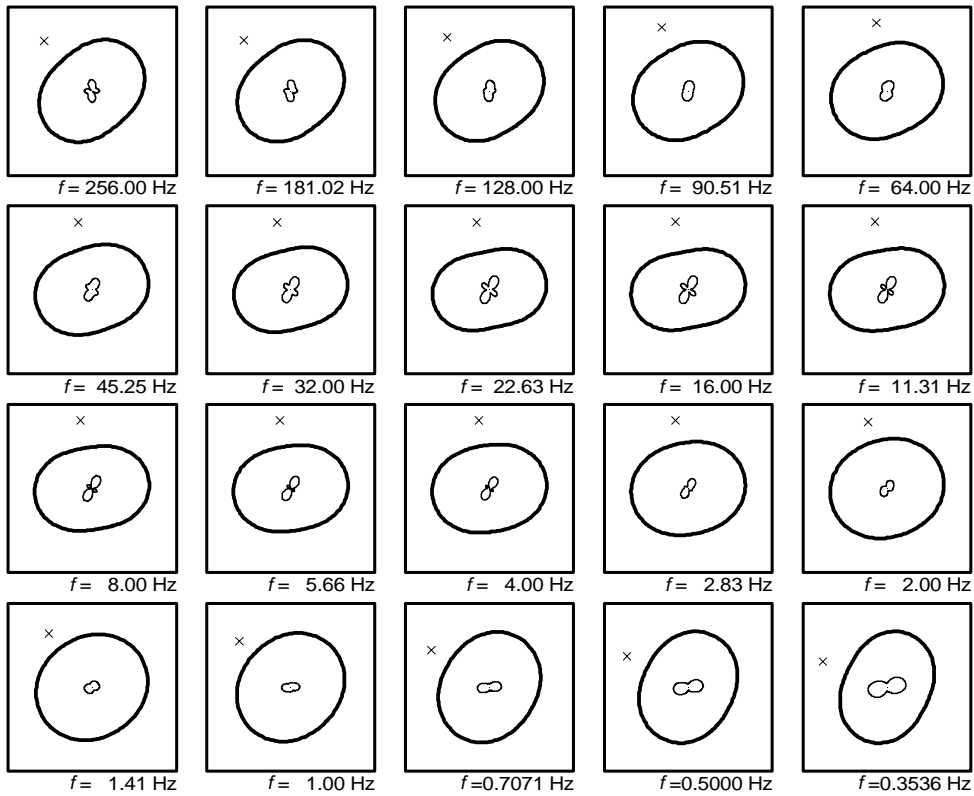 f = 256.00 Hz f = 181.02 Hz f = 128.00 Hz f = 90.51 Hz f = 64.00 Hz
f = 45.25 Hz f = 32.00 Hz f = 22.63 Hz f = 16.00 Hz f = 11.31 Hz
f = 8.00 Hz f = 5.66 Hz f = 4.00 Hz f = 2.83 Hz f = 2.00 Hz
f = 1.41 Hz f = 1.00 Hz f =0.7071 Hz f =0.5000 Hz f =0.3536 Hz